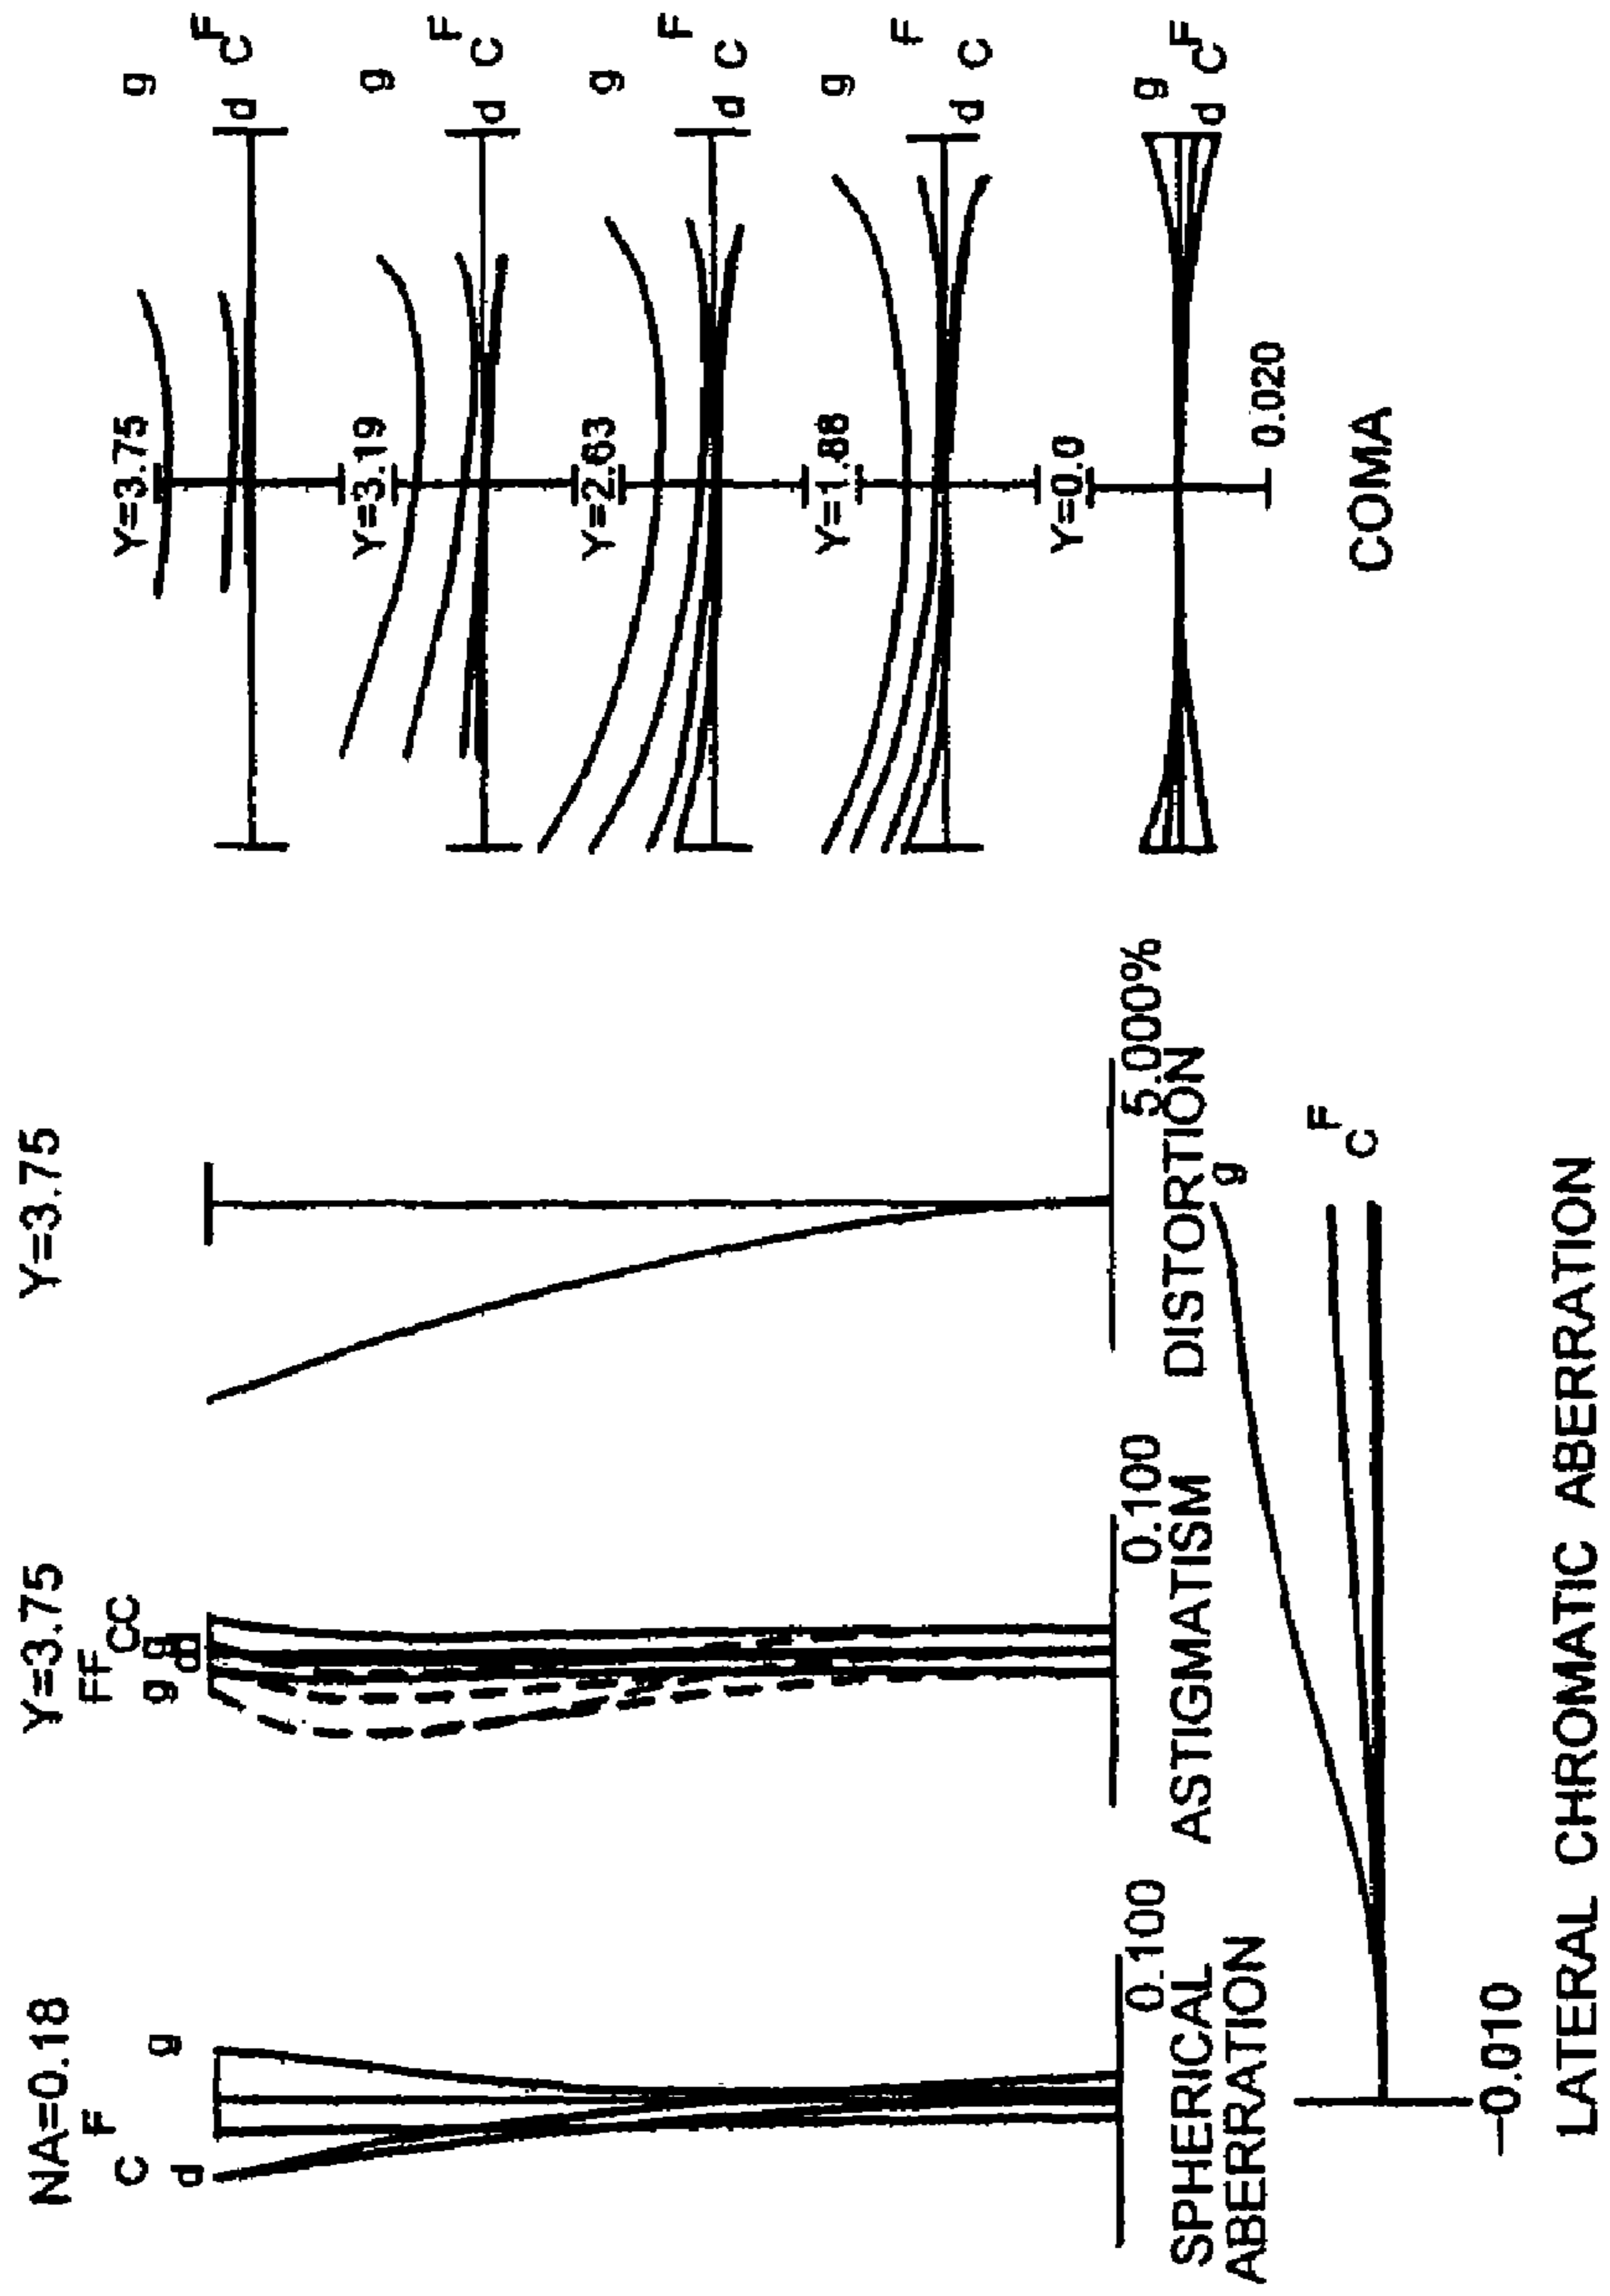 NA=0.18
F
C
g
d
SPHERICAL
ABERRATION
0.100
Y=3.75
FF
CC
g g
dd
ASTIGMATISM
0.100
Y=3.75
DISTORTION
5.000%
g
F
C
-0.010
LATERAL CHROMATIC ABERRATION
Y=3.75
g
F
C
d
Y=3.19
g
F
C
d
Y=2.63
g
F
C
d
Y=1.88
g
F
C
d
Y=0.0
g
F
C
d
0.020
COMA